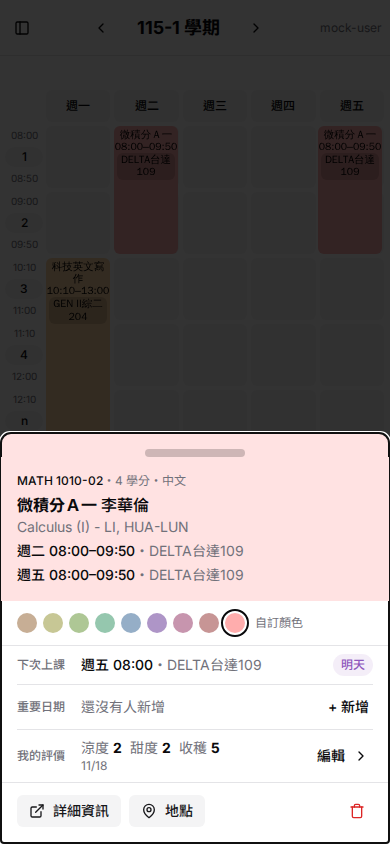 115-1 學期
mock-user
週一
週二
週三
週四
週五
08:00
1
08:50
09:00
2
09:50
10:10
3
11:00
11:10
4
12:00
12:10
n
微積分Ａ一
08:00–09:50
DELTA台達
109
微積分Ａ一
08:00–09:50
DELTA台達
109
科技英文寫
作
10:10–13:00
GEN II綜二
204
MATH 1010-02・4 學分・中文
微積分Ａ一 李華倫
Calculus (I) - LI, HUA-LUN
週二 08:00–09:50・DELTA台達109
週五 08:00–09:50・DELTA台達109
自訂顏色
下次上課 週五 08:00・DELTA台達109 明天
重要日期 還沒有人新增 + 新增
我的評價 涼度 2 甜度 2 收穫 5 編輯
11/18
詳細資訊 地點